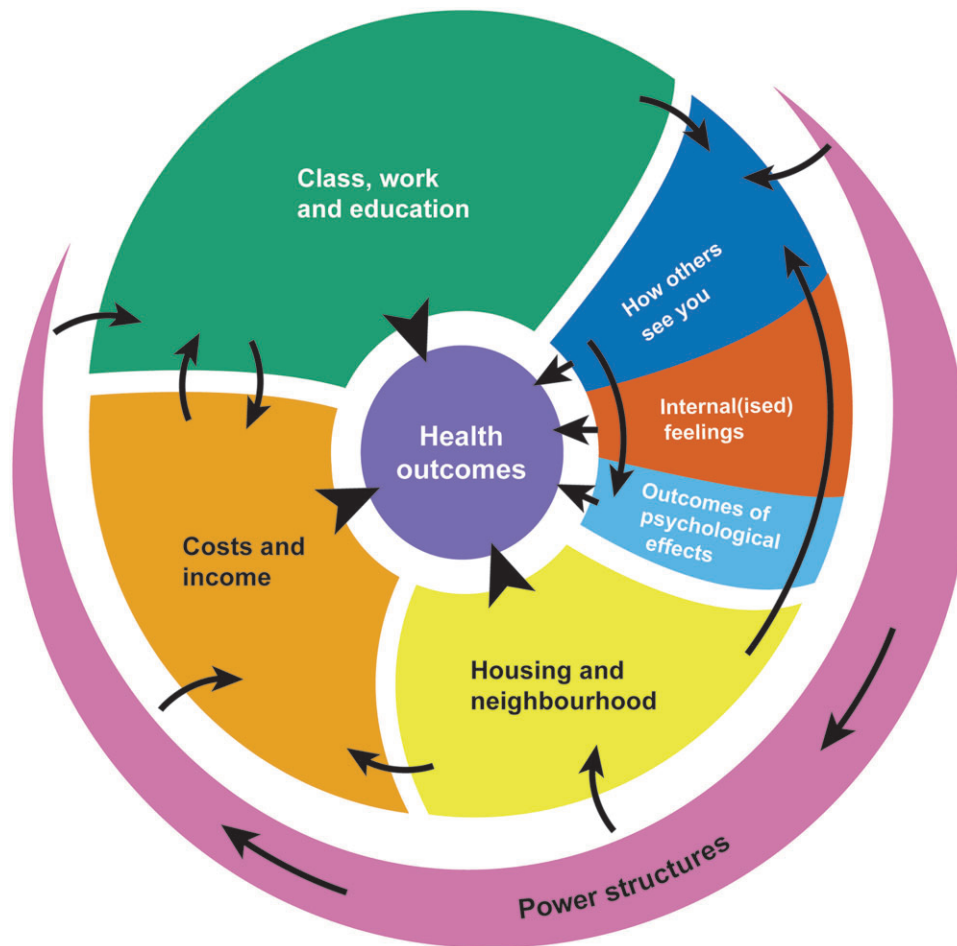 Class, work
and education
How others
see you
Internal(ised)
feelings
Outcomes of
psychological
effects
Health
outcomes
Costs and
income
Housing and
neighbourhood
Power structures